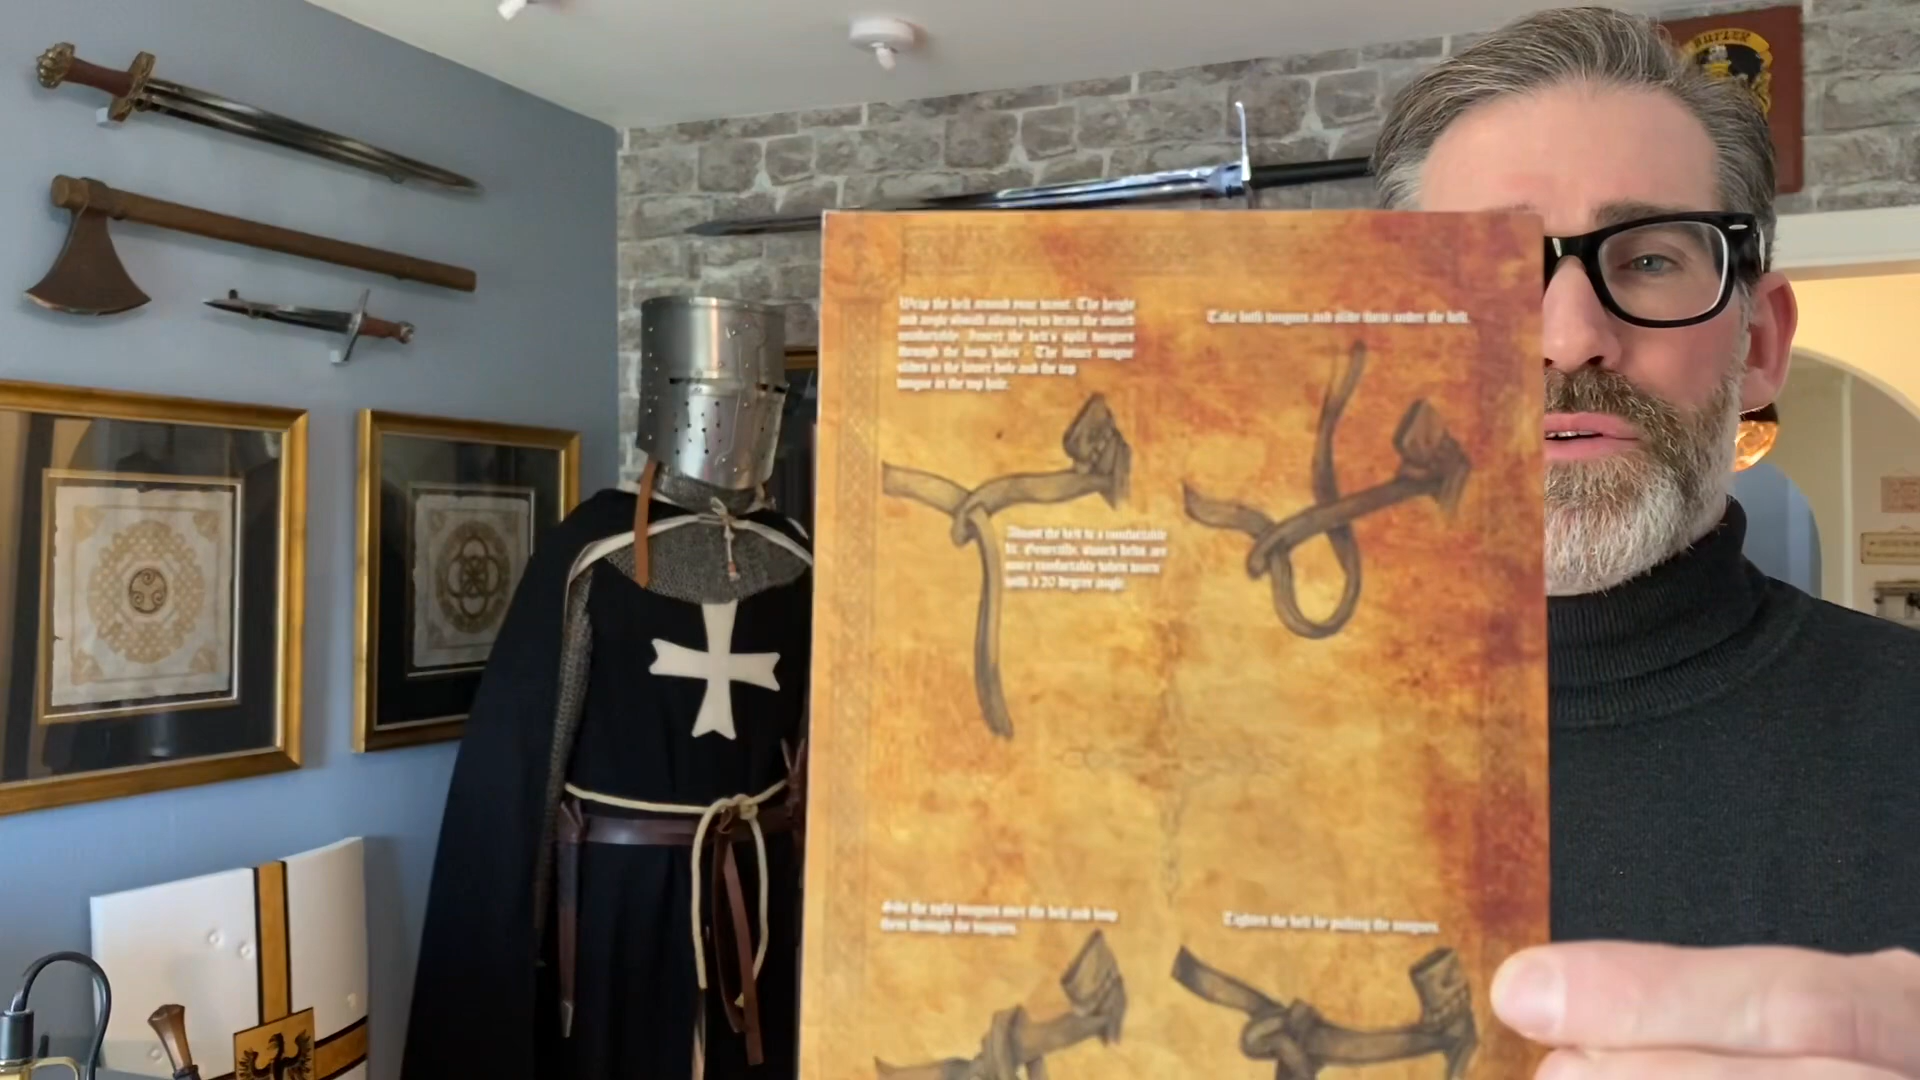 BUTLER
Wrap the belt around your waist. The height
and angle should allow you to draw the sword
comfortable. Insert the belt's split tongues
through the loop holes - The lower tongue
slides in the lower hole and the top
tongue in the top hole.
Take both tongues and slide them under the belt.
Adjust the belt to a comfortable
fit. Generally, sword belts are
more comfortable when worn
with a 20 degree angle.
Slide the split tongues over the belt and loop
them through the tongues.
Tighten the belt by pulling the tongues.